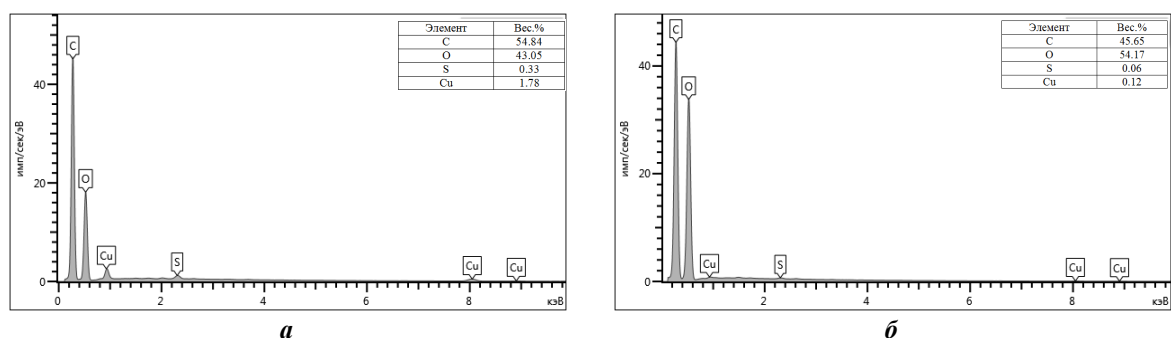 Элемент Вес.%
C 54.84
O 43.05
S 0.33
Cu 1.78
C
O
Cu
S
Cu
Cu
40
20
0
имп/сек/эВ
0 2 4 6 8 кэВ
а
Элемент Вес.%
C 45.65
O 54.17
S 0.06
Cu 0.12
C
O
Cu
S
Cu
Cu
40
20
0
имп/сек/эВ
2 4 6 8 кэВ
б